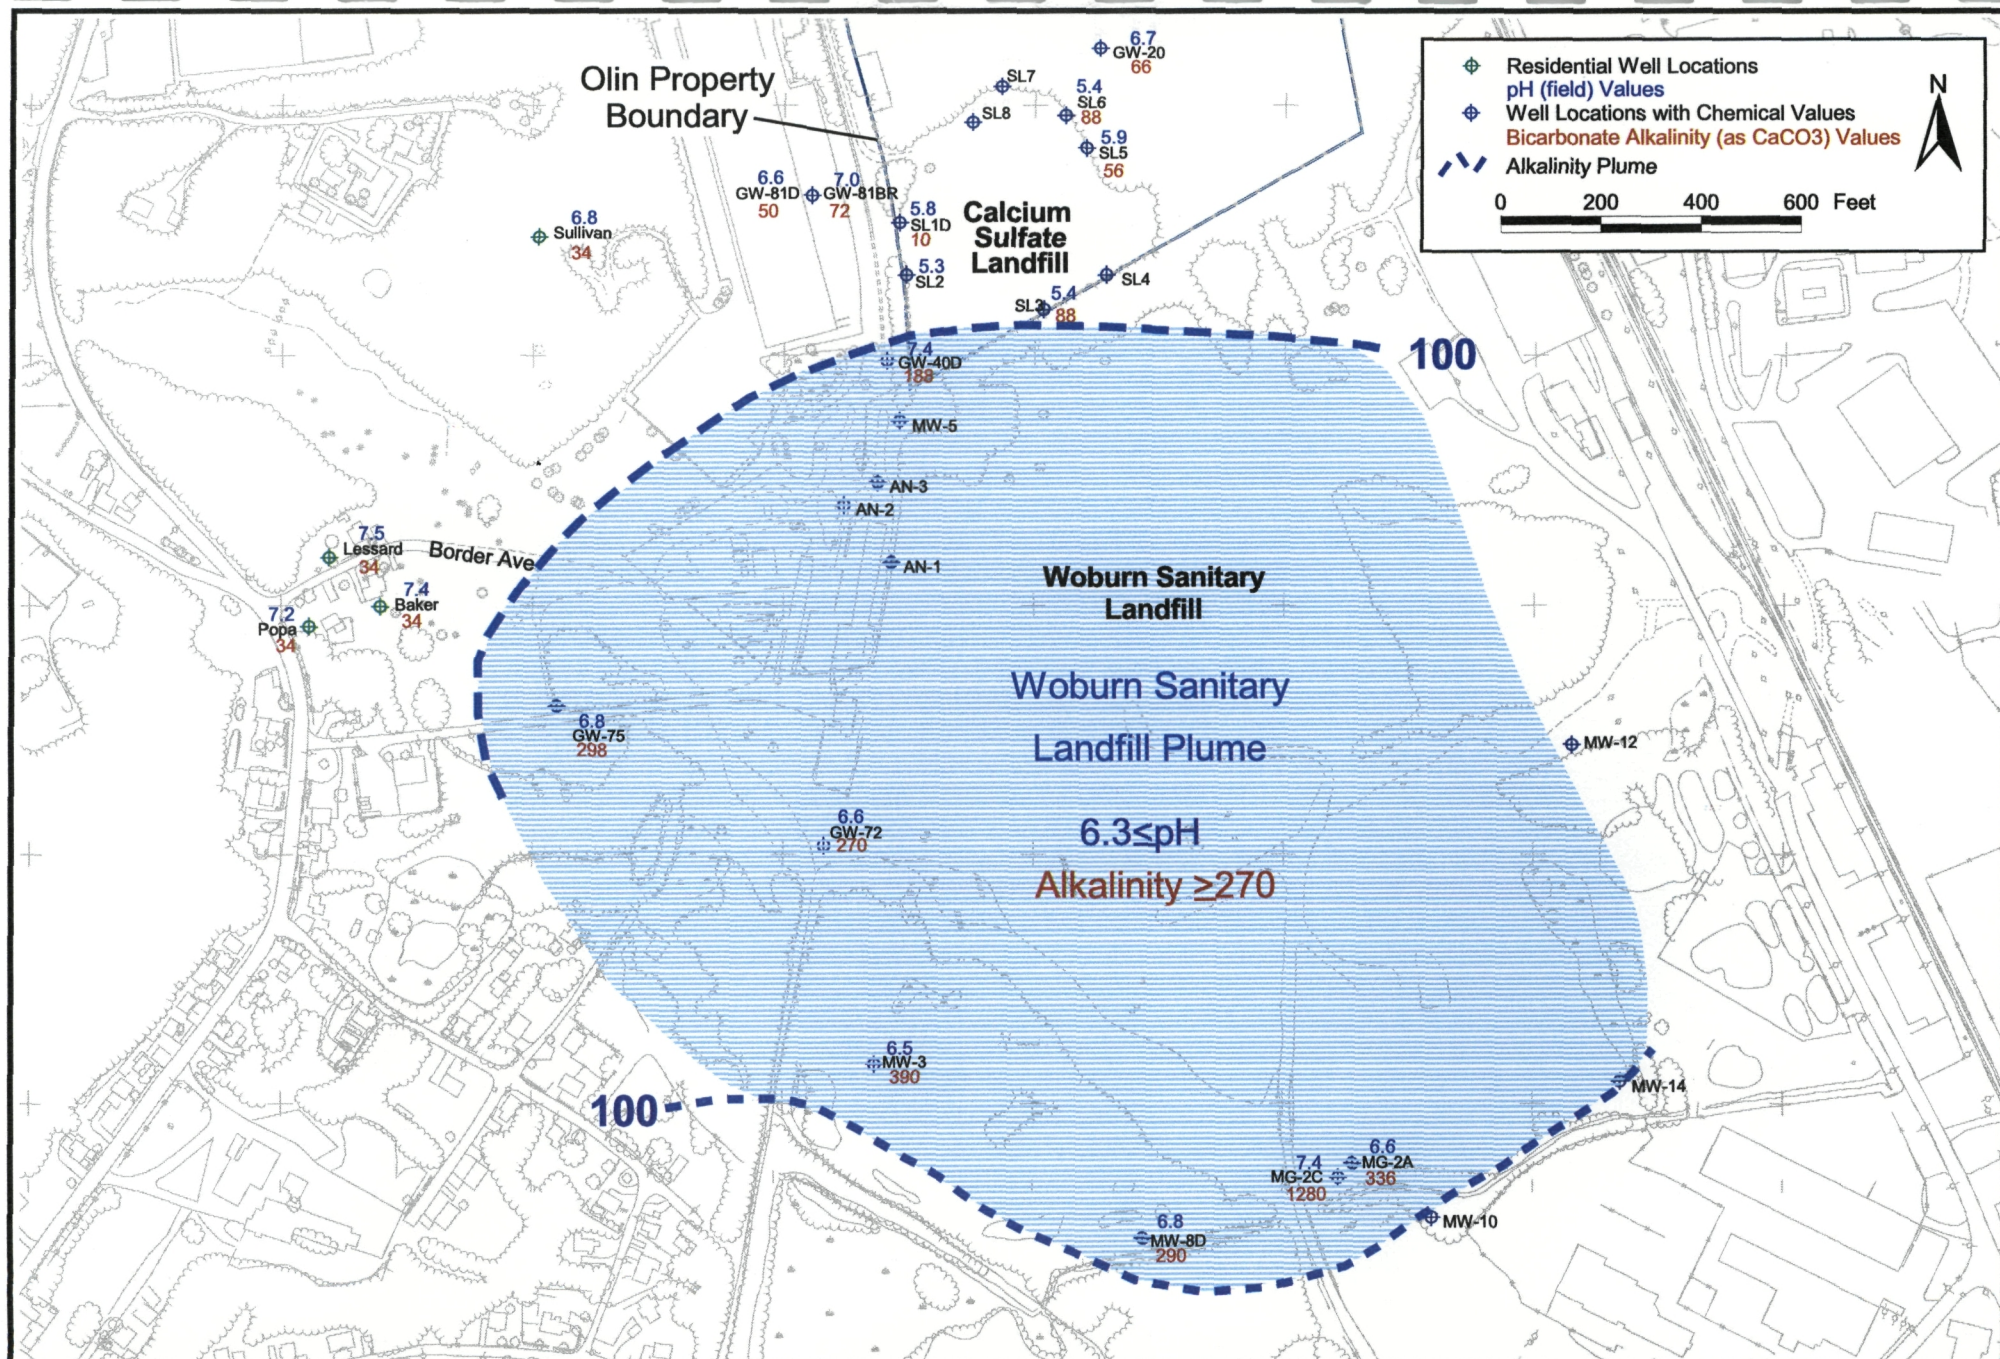 6.7
GW-20
66
Olin Property
Boundary
SL7
SL8
5.4
SL6
88
5.9
SL5
56
Residential Well Locations
pH (field) Values
Well Locations with Chemical Values
Bicarbonate Alkalinity (as CaCO3) Values
Alkalinity Plume
N
0 200 400 600 Feet
6.6
GW-81D
50
7.0
GW-81BR
72
5.8
SL1D
10
Calcium
Sulfate
Landfill
6.8
Sullivan
34
5.3
SL2
SL4
5.4
SL3
88
100
7.4
GW-40D
188
MW-5
AN-3
AN-2
AN-1
7.5
Lessard
34
Border Ave
7.4
Baker
34
7.2
Popa
34
Woburn Sanitary
Landfill
Woburn Sanitary
Landfill Plume
6.3≤pH
Alkalinity ≥270
6.8
GW-75
298
MW-12
6.6
GW-72
270
6.5
MW-3
390
100
MW-14
6.6
MG-2A
336
7.4
MG-2C
1280
MW-10
6.8
MW-8D
290